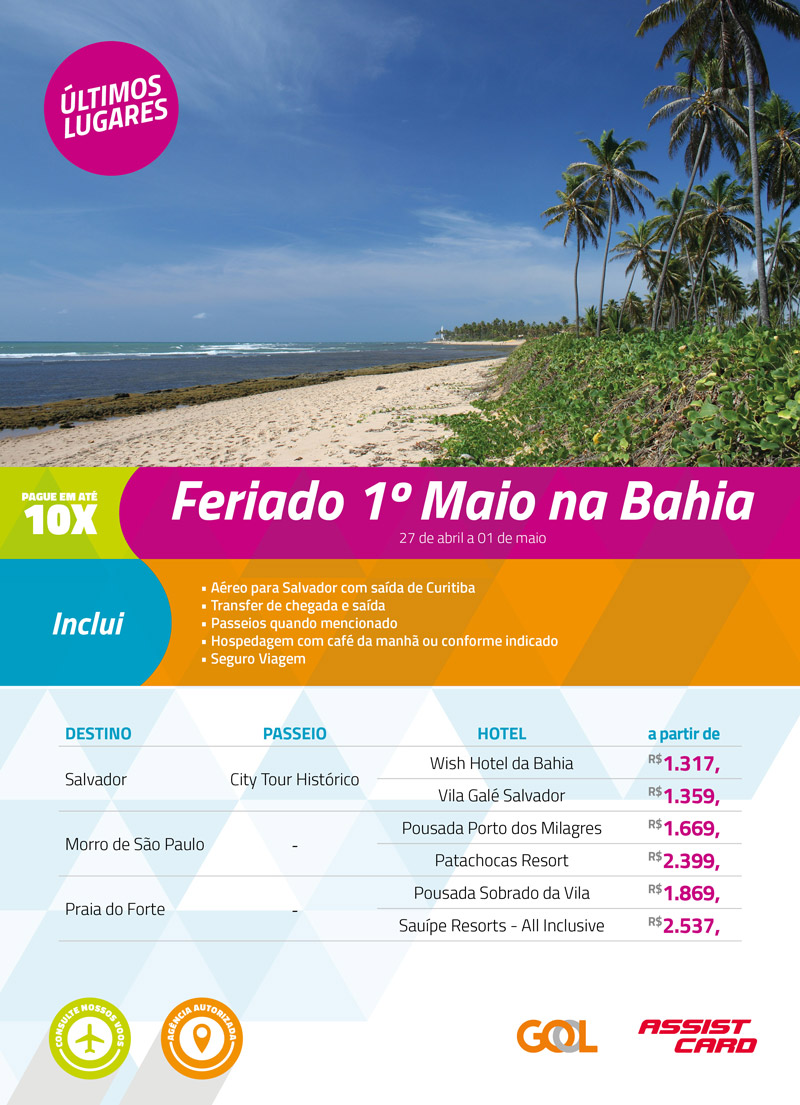 ÚLTIMOS
LUGARES
PAGUE EM ATÉ
10X
Feriado 1º Maio na Bahia
27 de abril a 01 de maio
Inclui
• Aéreo para Salvador com saída de Curitiba
• Transfer de chegada e saída
• Passeios quando mencionado
• Hospedagem com café da manhã ou conforme indicado
• Seguro Viagem
DESTINO PASSEIO HOTEL a partir de
Salvador City Tour Histórico
Wish Hotel da Bahia R$1.317,
Vila Galé Salvador R$1.359,
Morro de São Paulo -
Pousada Porto dos Milagres R$1.669,
Patachocas Resort R$2.399,
Praia do Forte -
Pousada Sobrado da Vila R$1.869,
Sauípe Resorts - All Inclusive R$2.537,
CONSULTE NOSSOS VOOS
AGÊNCIA AUTORIZADA
GOL
ASSIST
CARD